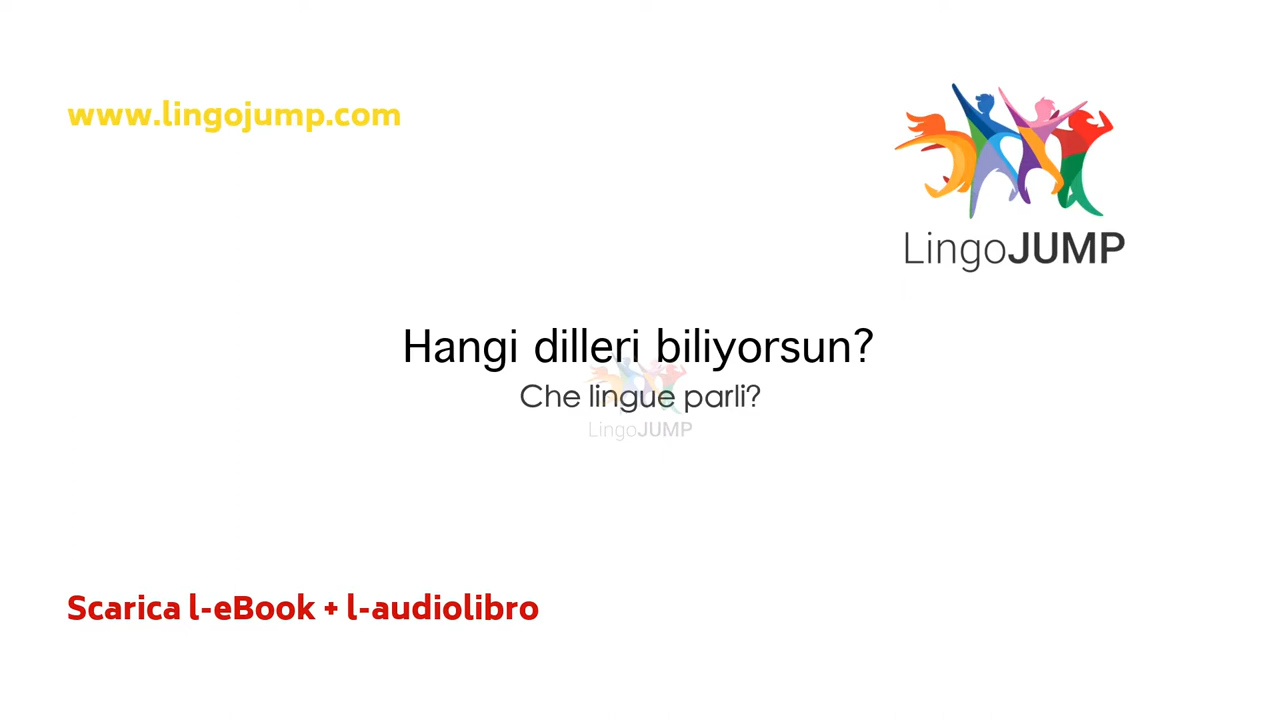 www.lingojump.com
LingoJUMP
Hangi dilleri biliyorsun?
Che lingue parli?
LingoJUMP
Scarica l-eBook + l-audiolibro